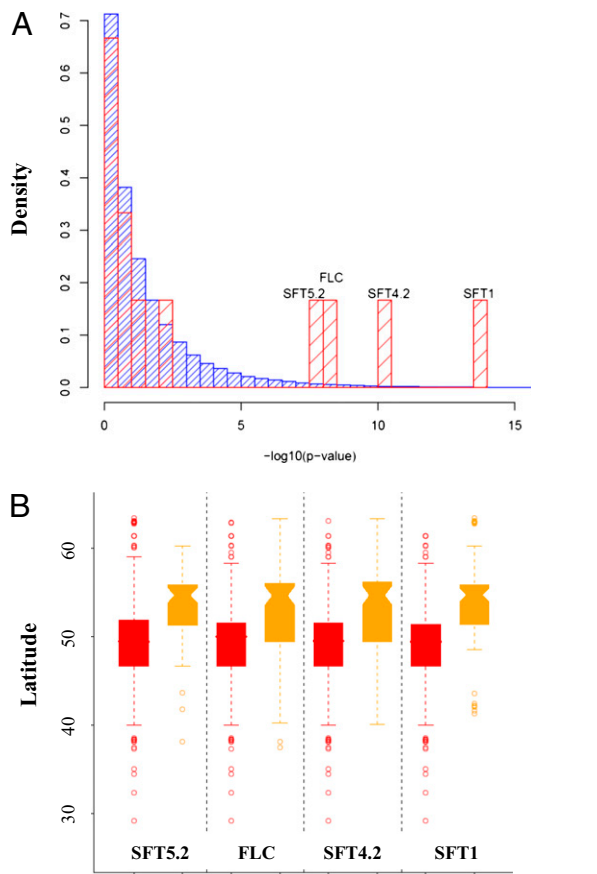 A
Density
0.7
0.6
0.5
0.4
0.3
0.2
0.1
0.0
FLC
SFT5.2 SFT4.2 SFT1
0 5 10 15
−log10(p−value)
B
Latitude
60
50
40
30
SFT5.2 FLC SFT4.2 SFT1